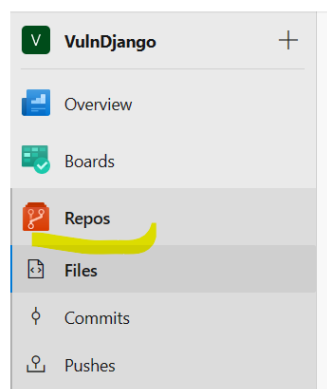 V VulnDjango
Overview
Boards
Repos
Files
Commits
Pushes